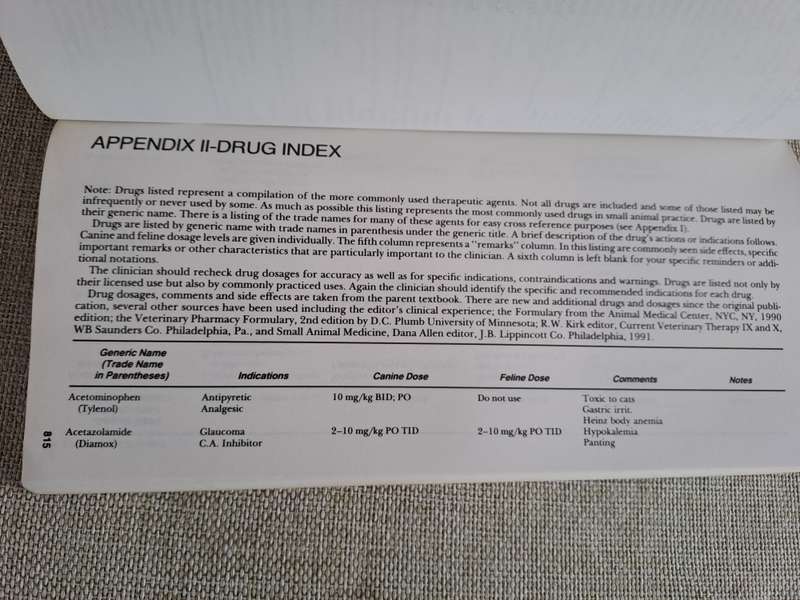 APPENDIX II-DRUG INDEX
Note: Drugs listed represent a compilation of the more commonly used therapeutic agents. Not all drugs are included and some of those listed may be
infrequently or never used by some. As much as possible this listing represents the most commonly used drugs in small animal practice. Drugs are listed by
their generic name. There is a listing of the trade names for many of these agents for easy cross reference purposes (see Appendix I).
Drugs are listed by generic name with trade names in parenthesis under the generic title. A brief description of the drug's actions or indications follows.
Canine and feline dosage levels are given individually. The fifth column represents a "remarks" column. In this listing are commonly seen side effects, specific
important remarks or other characteristics that are particularly important to the clinician. A sixth column is left blank for your specific reminders or addi-
tional notations.
The clinician should recheck drug dosages for accuracy as well as for specific indications, contraindications and warnings. Drugs are listed not only by
their licensed use but also by commonly practiced uses. Again the clinician should identify the specific and recommended indications for each drug.
Drug dosages, comments and side effects are taken from the parent textbook. There are new and additional drugs and dosages since the original publi-
cation, several other sources have been used including the editor's clinical experience; the Formulary from the Animal Medical Center, NYC, NY, 1990
edition; the Veterinary Pharmacy Formulary, 2nd edition by D.C. Plumb University of Minnesota; R.W. Kirk editor, Current Veterinary Therapy IX and X,
WB Saunders Co. Philadelphia, Pa., and Small Animal Medicine, Dana Allen editor, J.B. Lippincott Co. Philadelphia, 1991.
Generic Name
(Trade Name
in Parentheses) Indications Canine Dose Feline Dose Comments Notes
Acetominophen Antipyretic 10 mg/kg BID; PO Do not use Toxic to cats
(Tylenol) Analgesic Gastric irrit.
Heinz body anemia
Acetazolamide Glaucoma 2–10 mg/kg PO TID 2–10 mg/kg PO TID Hypokalemia
(Diamox) C.A. Inhibitor Panting
815